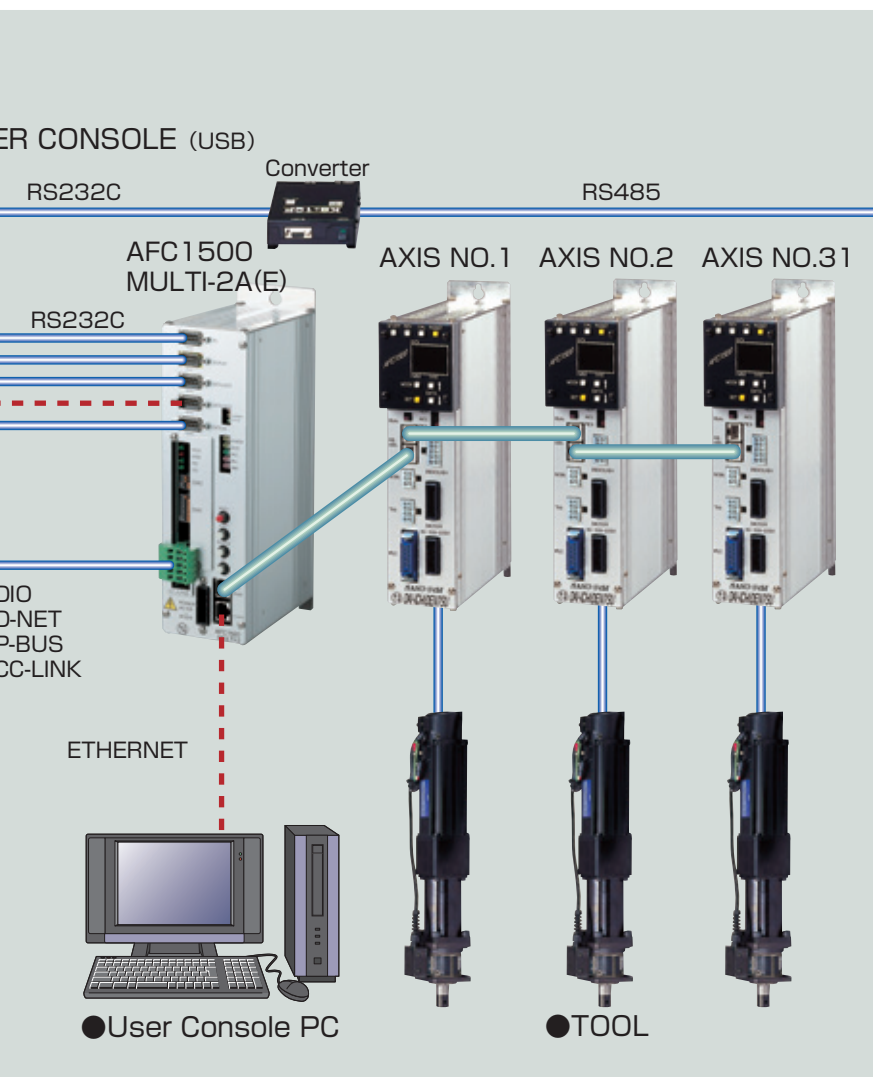 ER CONSOLE (USB)
Converter
RS232C
RS485
AFC1500
MULTI-2A(E)
AXIS NO.1
AXIS NO.2
AXIS NO.31
RS232C
DIO
D-NET
P-BUS
CC-LINK
ETHERNET
●User Console PC
●TOOL